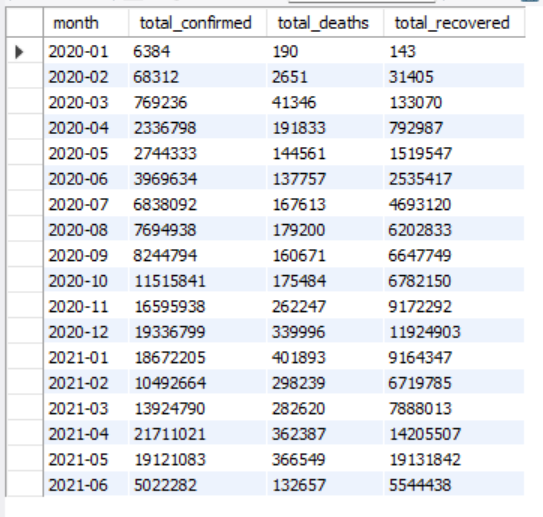 month total_confirmed total_deaths total_recovered
2020-01 6384 190 143
2020-02 68312 2651 31405
2020-03 769236 41346 133070
2020-04 2336798 191833 792987
2020-05 2744333 144561 1519547
2020-06 3969634 137757 2535417
2020-07 6838092 167613 4693120
2020-08 7694938 179200 6202833
2020-09 8244794 160671 6647749
2020-10 11515841 175484 6782150
2020-11 16595938 262247 9172292
2020-12 19336799 339996 11924903
2021-01 18672205 401893 9164347
2021-02 10492664 298239 6719785
2021-03 13924790 282620 7888013
2021-04 21711021 362387 14205507
2021-05 19121083 366549 19131842
2021-06 5022282 132657 5544438